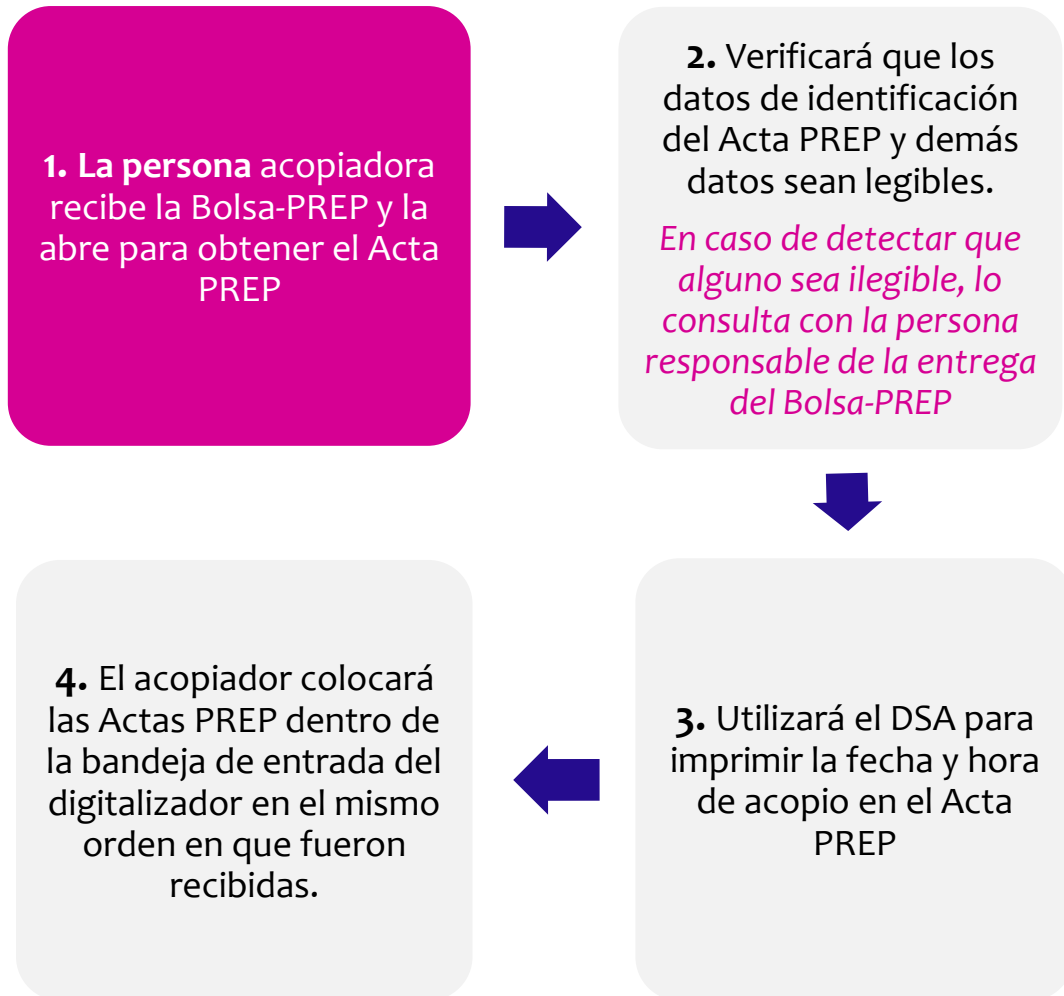 1. La persona acopiadora
recibe la Bolsa-PREP y la
abre para obtener el Acta
PREP
2. Verificará que los
datos de identificación
del Acta PREP y demás
datos sean legibles.
En caso de detectar que
alguno sea ilegible, lo
consulta con la persona
responsable de la entrega
del Bolsa-PREP
3. Utilizará el DSA para
imprimir la fecha y hora
de acopio en el Acta
PREP
4. El acopiador colocará
las Actas PREP dentro de
la bandeja de entrada del
digitalizador en el mismo
orden en que fueron
recibidas.